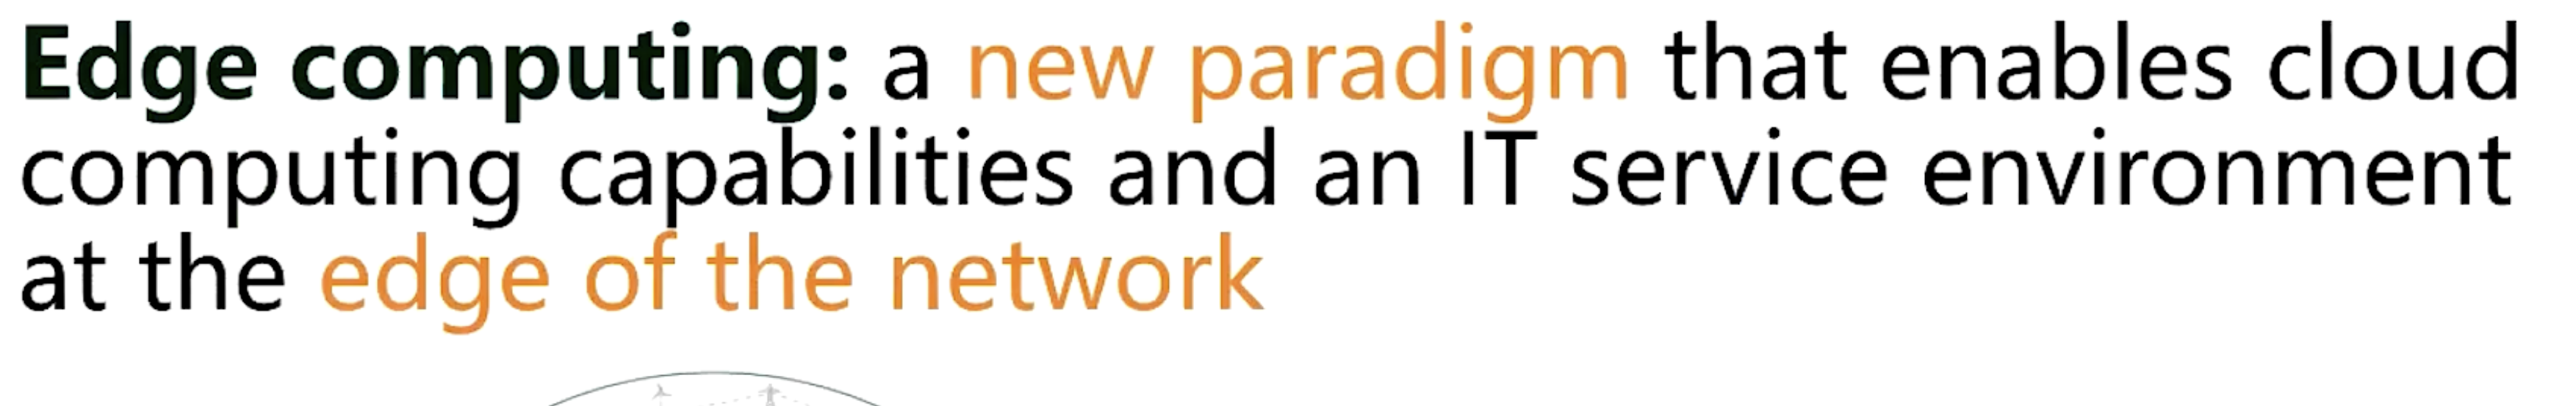 Edge computing: a new paradigm that enables cloud
computing capabilities and an IT service environment
at the edge of the network